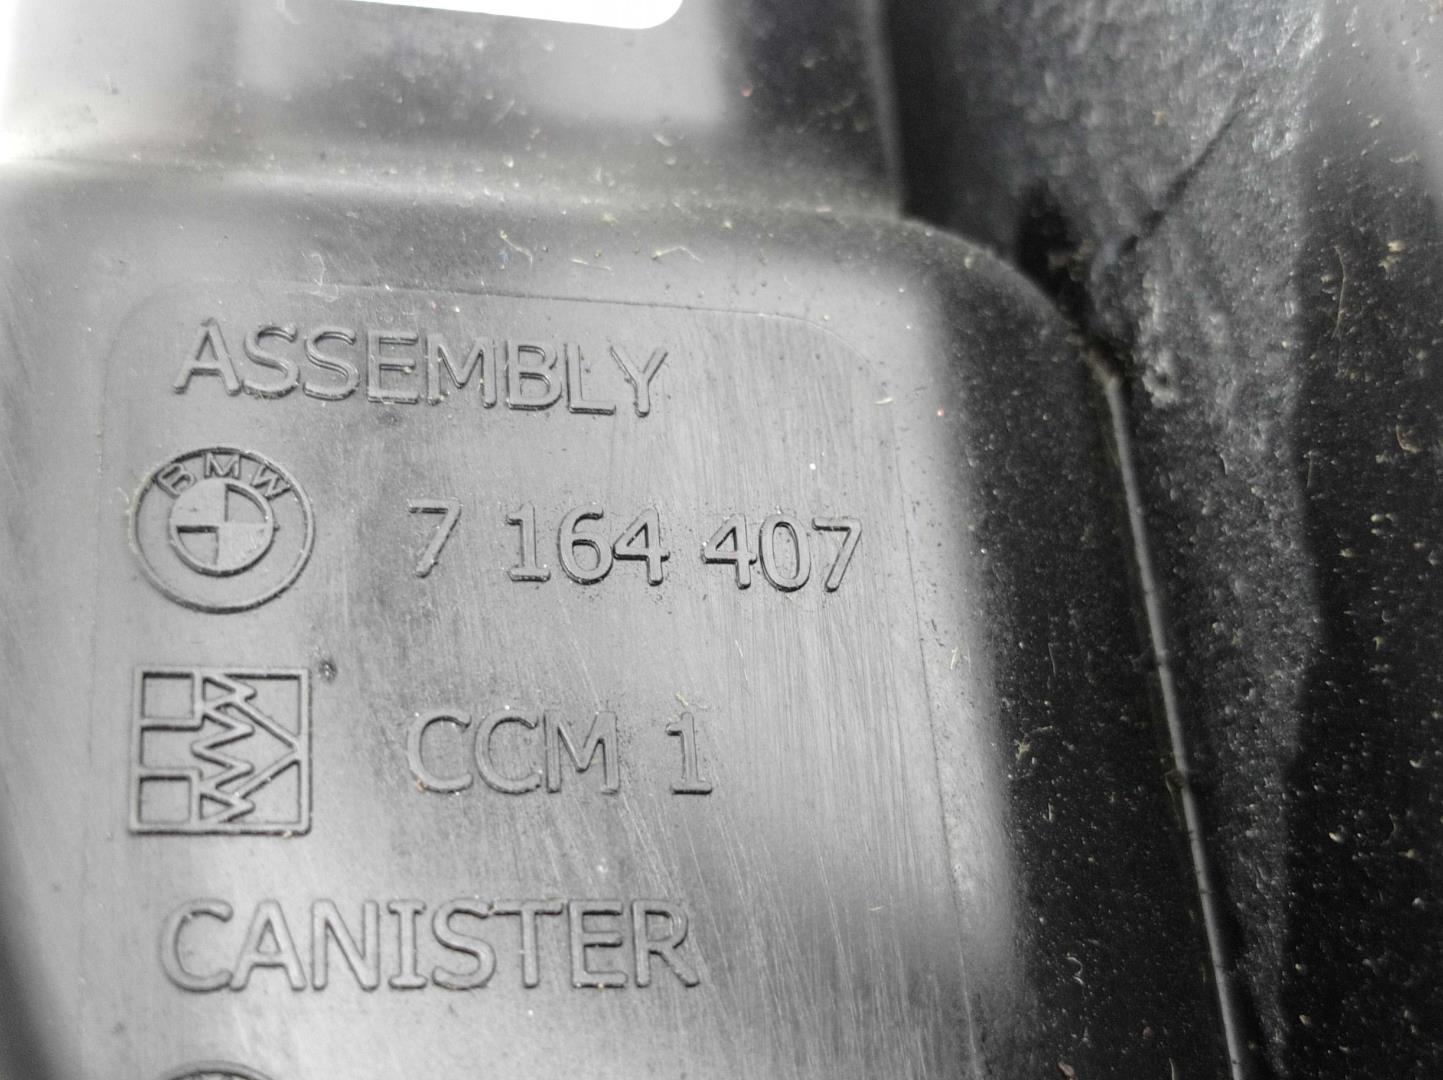 ASSEMBLY
BMW 7 164 407
CCM 1
CANISTER